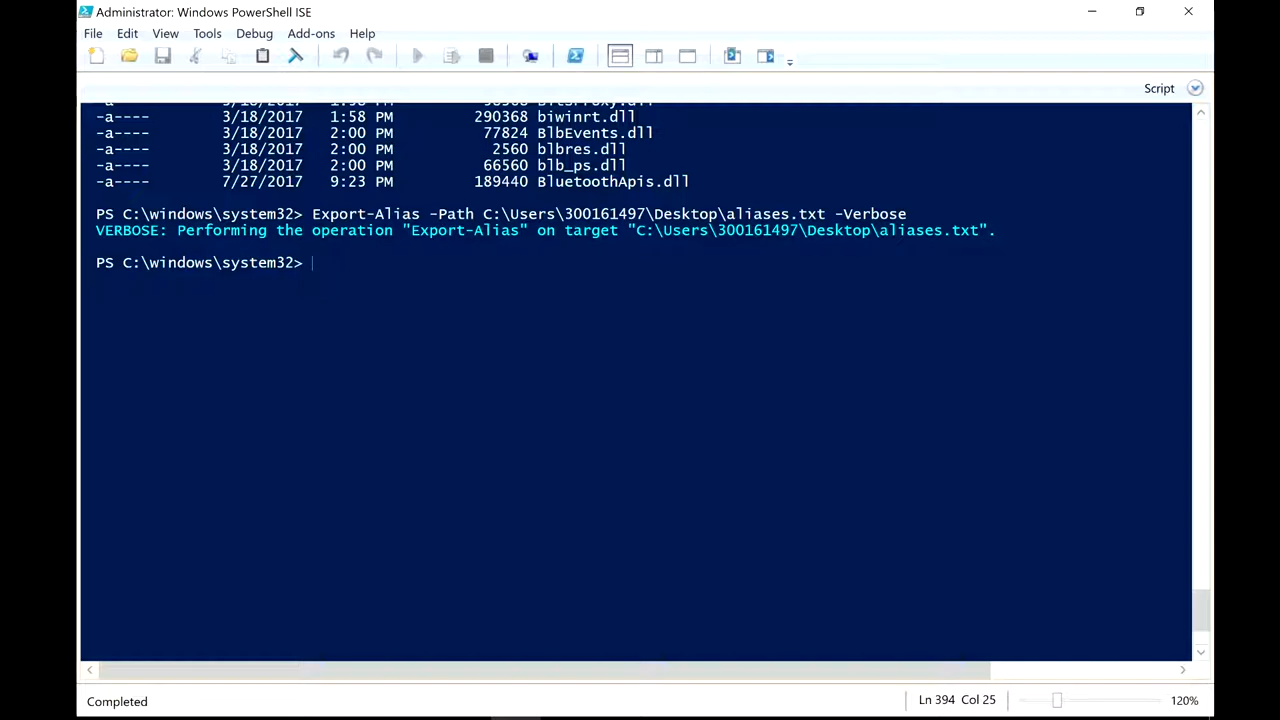 Administrator: Windows PowerShell ISE
File Edit View Tools Debug Add-ons Help
Script
-a---- 3/18/2017 1:58 PM 290368 biwinrt.dll
-a---- 3/18/2017 2:00 PM 77824 BlbEvents.dll
-a---- 3/18/2017 2:00 PM 2560 blbres.dll
-a---- 3/18/2017 2:00 PM 66560 blb_ps.dll
-a---- 7/27/2017 9:23 PM 189440 BluetoothApis.dll
PS C:\windows\system32> Export-Alias -Path C:\Users\300161497\Desktop\aliases.txt -Verbose
VERBOSE: Performing the operation "Export-Alias" on target "C:\Users\300161497\Desktop\aliases.txt".
PS C:\windows\system32>
Completed Ln 394 Col 25 120%